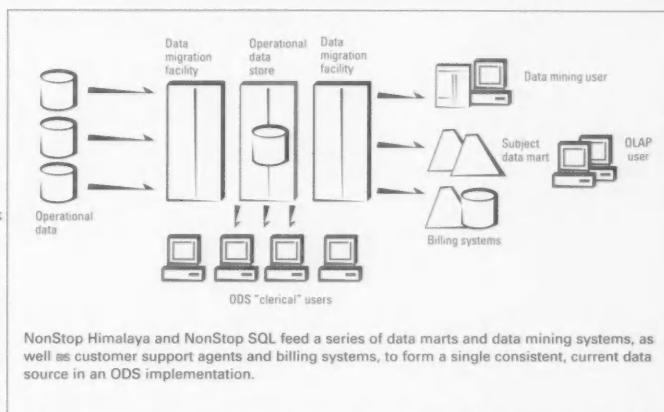 Data
migration
facility
Operational
data
store
Data
migration
facility
Data mining user
Subject
data mart
OLAP
user
Operational
data
Billing systems
ODS "clerical" users
NonStop Himalaya and NonStop SQL feed a series of data marts and data mining systems, as
well as customer support agents and billing systems, to form a single consistent, current data
source in an ODS implementation.